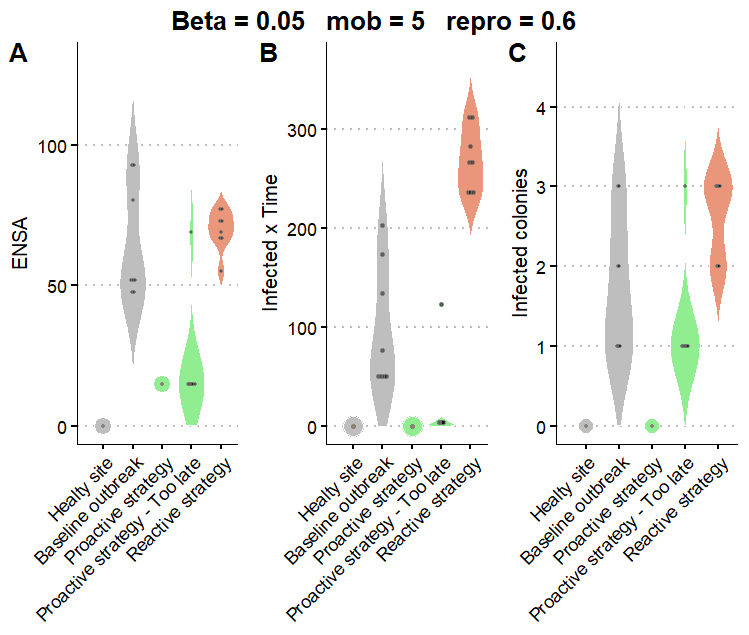 Beta = 0.05   mob = 5   repro = 0.6
A
ENSA
100
50
0
Healty site
Baseline outbreak
Proactive strategy
Proactive strategy - Too late
Reactive strategy
B
Infected x Time
300
200
100
0
Healty site
Baseline outbreak
Proactive strategy
Proactive strategy - Too late
Reactive strategy
C
Infected colonies
4
3
2
1
0
Healty site
Baseline outbreak
Proactive strategy
Proactive strategy - Too late
Reactive strategy